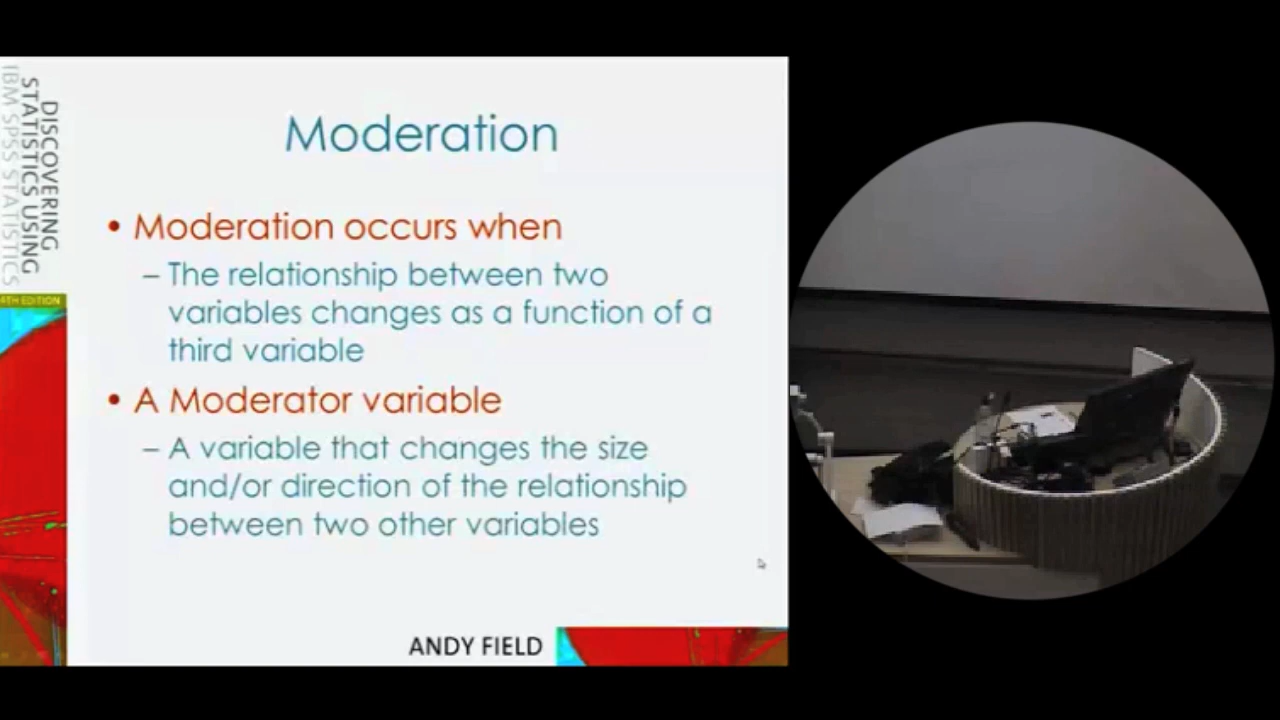 DISCOVERING
STATISTICS USING
IBM SPSS STATISTICS
4TH EDITION
Moderation
• Moderation occurs when
– The relationship between two
variables changes as a function of a
third variable
• A Moderator variable
– A variable that changes the size
and/or direction of the relationship
between two other variables
ANDY FIELD